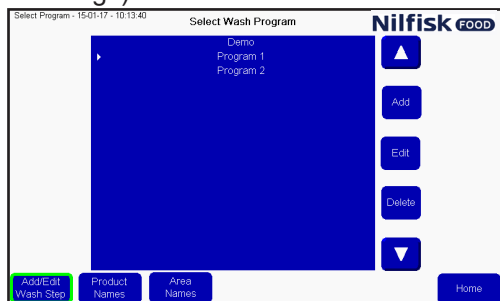 Select Program - 15-01-17 - 10:13:40
Select Wash Program
Nilfisk FOOD
Demo
Program 1
Program 2
Add
Edit
Delete
Add/Edit
Wash Step
Product
Names
Area
Names
Home